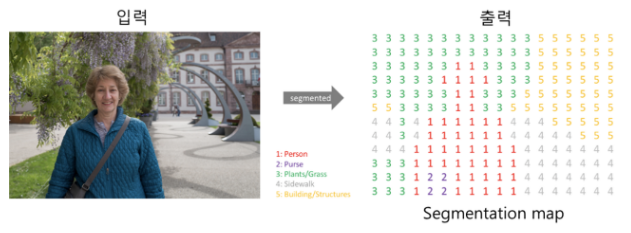 입력
출력
segmented
1: Person
2: Purse
3: Plants/Grass
4: Sidewalk
5: Building/Structures
3 3 3 3 3 3 3 3 3 3 3 3 5 5 5 5 5 5
3 3 3 3 3 3 3 3 3 3 3 3 5 5 5 5 5 5
3 3 3 3 3 3 1 1 3 3 3 3 5 5 5 5 5 5
3 3 3 3 3 1 1 1 1 3 3 3 5 5 5 5 5 5
3 3 3 3 3 3 1 1 3 3 3 3 5 5 5 5 5 5
5 5 3 3 3 3 1 1 3 3 5 5 5 5 5 5 5 5
4 4 3 4 1 1 1 1 1 1 4 4 4 5 5 5 5 5
4 4 3 4 1 1 1 1 1 1 4 4 4 4 4 5 5 5
4 4 4 1 1 1 1 1 1 1 1 4 4 4 4 4 4 4
3 3 3 1 1 1 1 1 1 1 1 4 4 4 4 4 4 4
3 3 3 1 2 2 1 1 1 1 1 4 4 4 4 4 4 4
3 3 3 1 2 2 1 1 1 1 1 4 4 4 4 4 4 4
Segmentation map